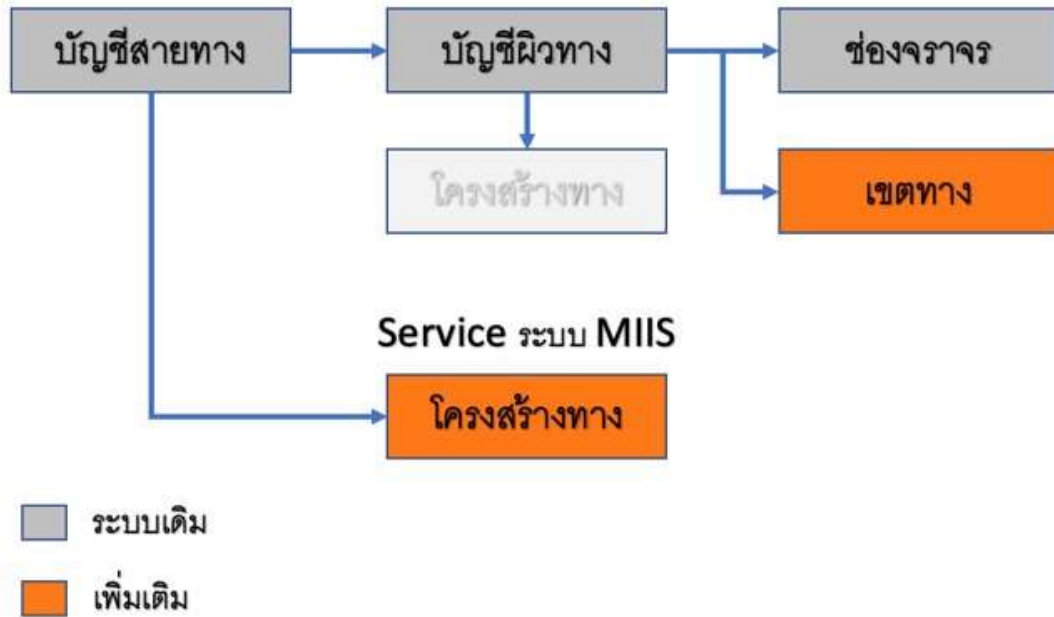 บัญชีสายทาง
บัญชีผิวทาง
ช่องจราจร
โครงสร้างทาง
เขตทาง
Service ระบบ MIIS
โครงสร้างทาง
ระบบเดิม
เพิ่มเติม